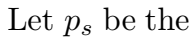 Let $p_s$ be the